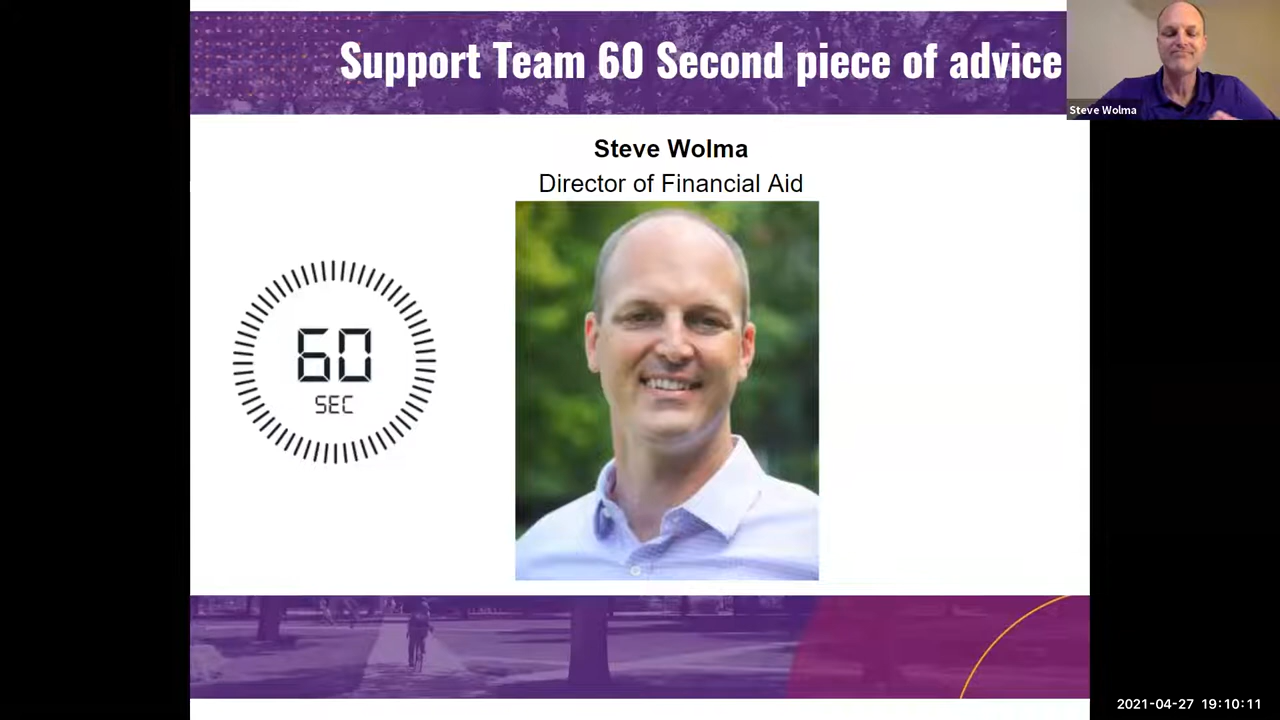 Support Team 60 Second piece of advice
Steve Wolma
Steve Wolma
Director of Financial Aid
60
SEC
2021-04-27 19:10:11